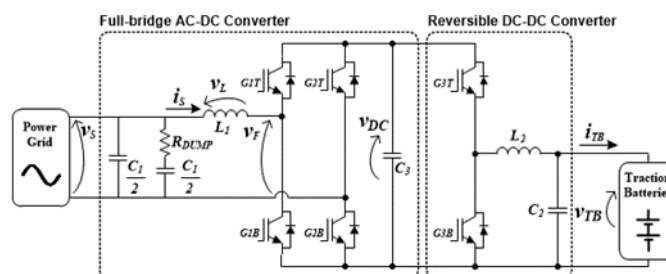 Full-bridge AC-DC Converter
Reversible DC-DC Converter
Power
Grid
vS
iS
vL
L1
vF
RDUMP
C1
2
C1
2
G1T
G2T
G1B
G2B
vDC
C3
G3T
G3B
L2
C2
iTB
vTB
Traction
Batterie